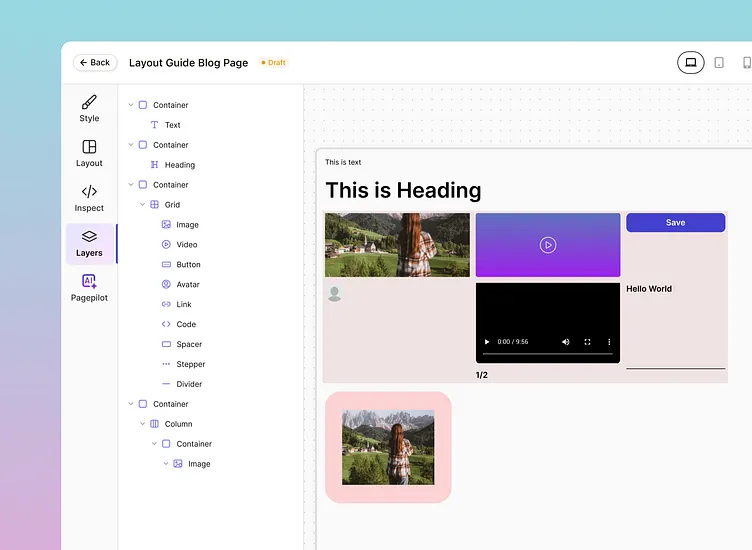 Back
Layout Guide Blog Page
Draft
Style
Layout
Inspect
Layers
AI
Pagepilot
Container
Text
Container
Heading
Container
Grid
Image
Video
Button
Avatar
Link
Code
Spacer
Stepper
Divider
Container
Column
Container
Image
This is text
This is Heading
Save
Hello World
0:00 / 9:56
1/2